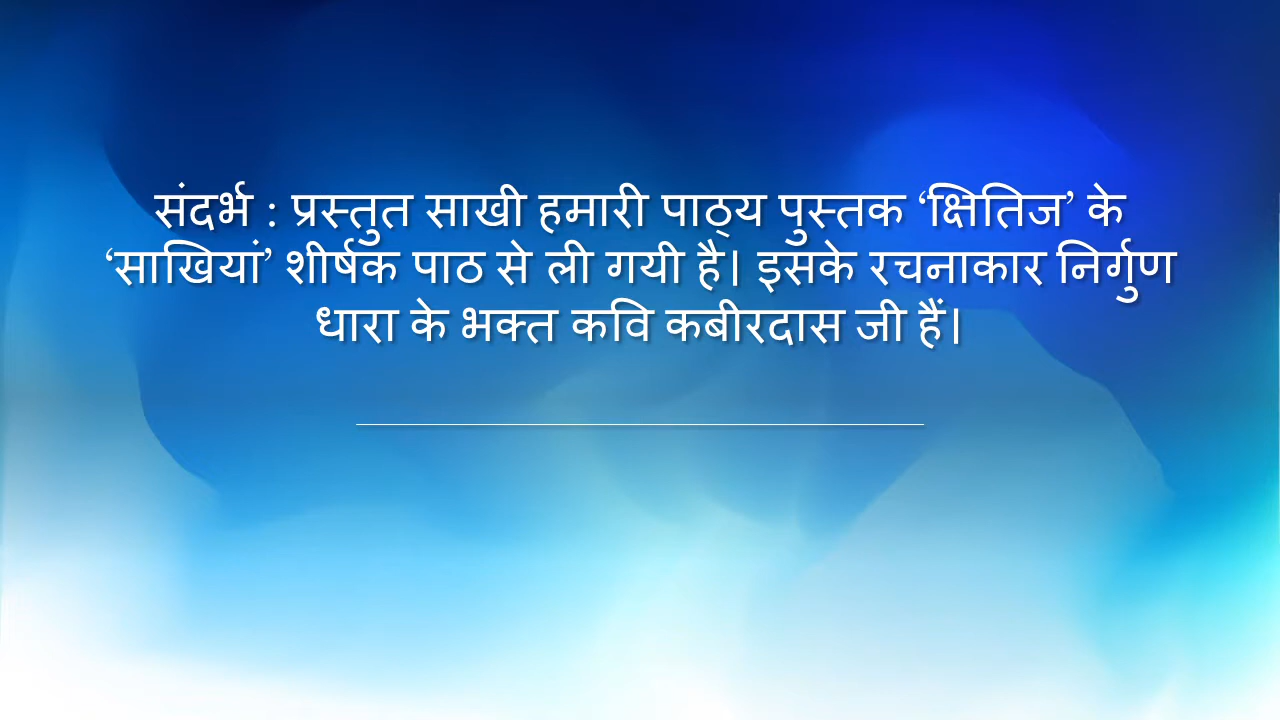 संदर्भ : प्रस्तुत साखी हमारी पाठ्य पुस्तक ‘क्षितिज’ के
‘साखियां’ शीर्षक पाठ से ली गयी है। इसके रचनाकार निर्गुण
धारा के भक्त कवि कबीरदास जी हैं।